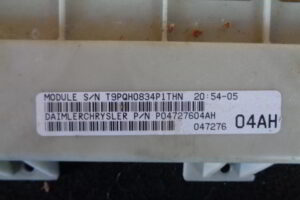 MODULE S/N T9PQH0834P1THN 20:54-05
DAIMLERCHRYSLER P/N P04727604AH
047276 04AH